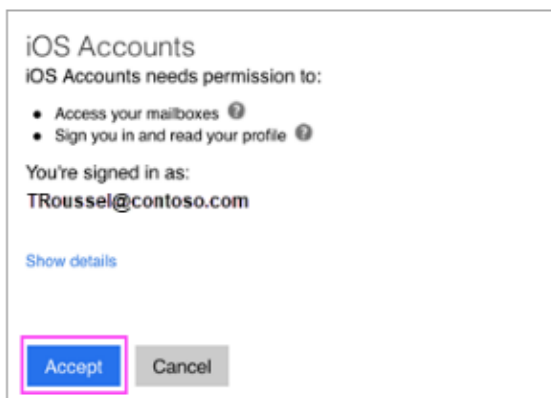 iOS Accounts
iOS Accounts needs permission to:
Access your mailboxes ?
Sign you in and read your profile ?
You're signed in as:
TRoussel@contoso.com
Show details
Accept Cancel